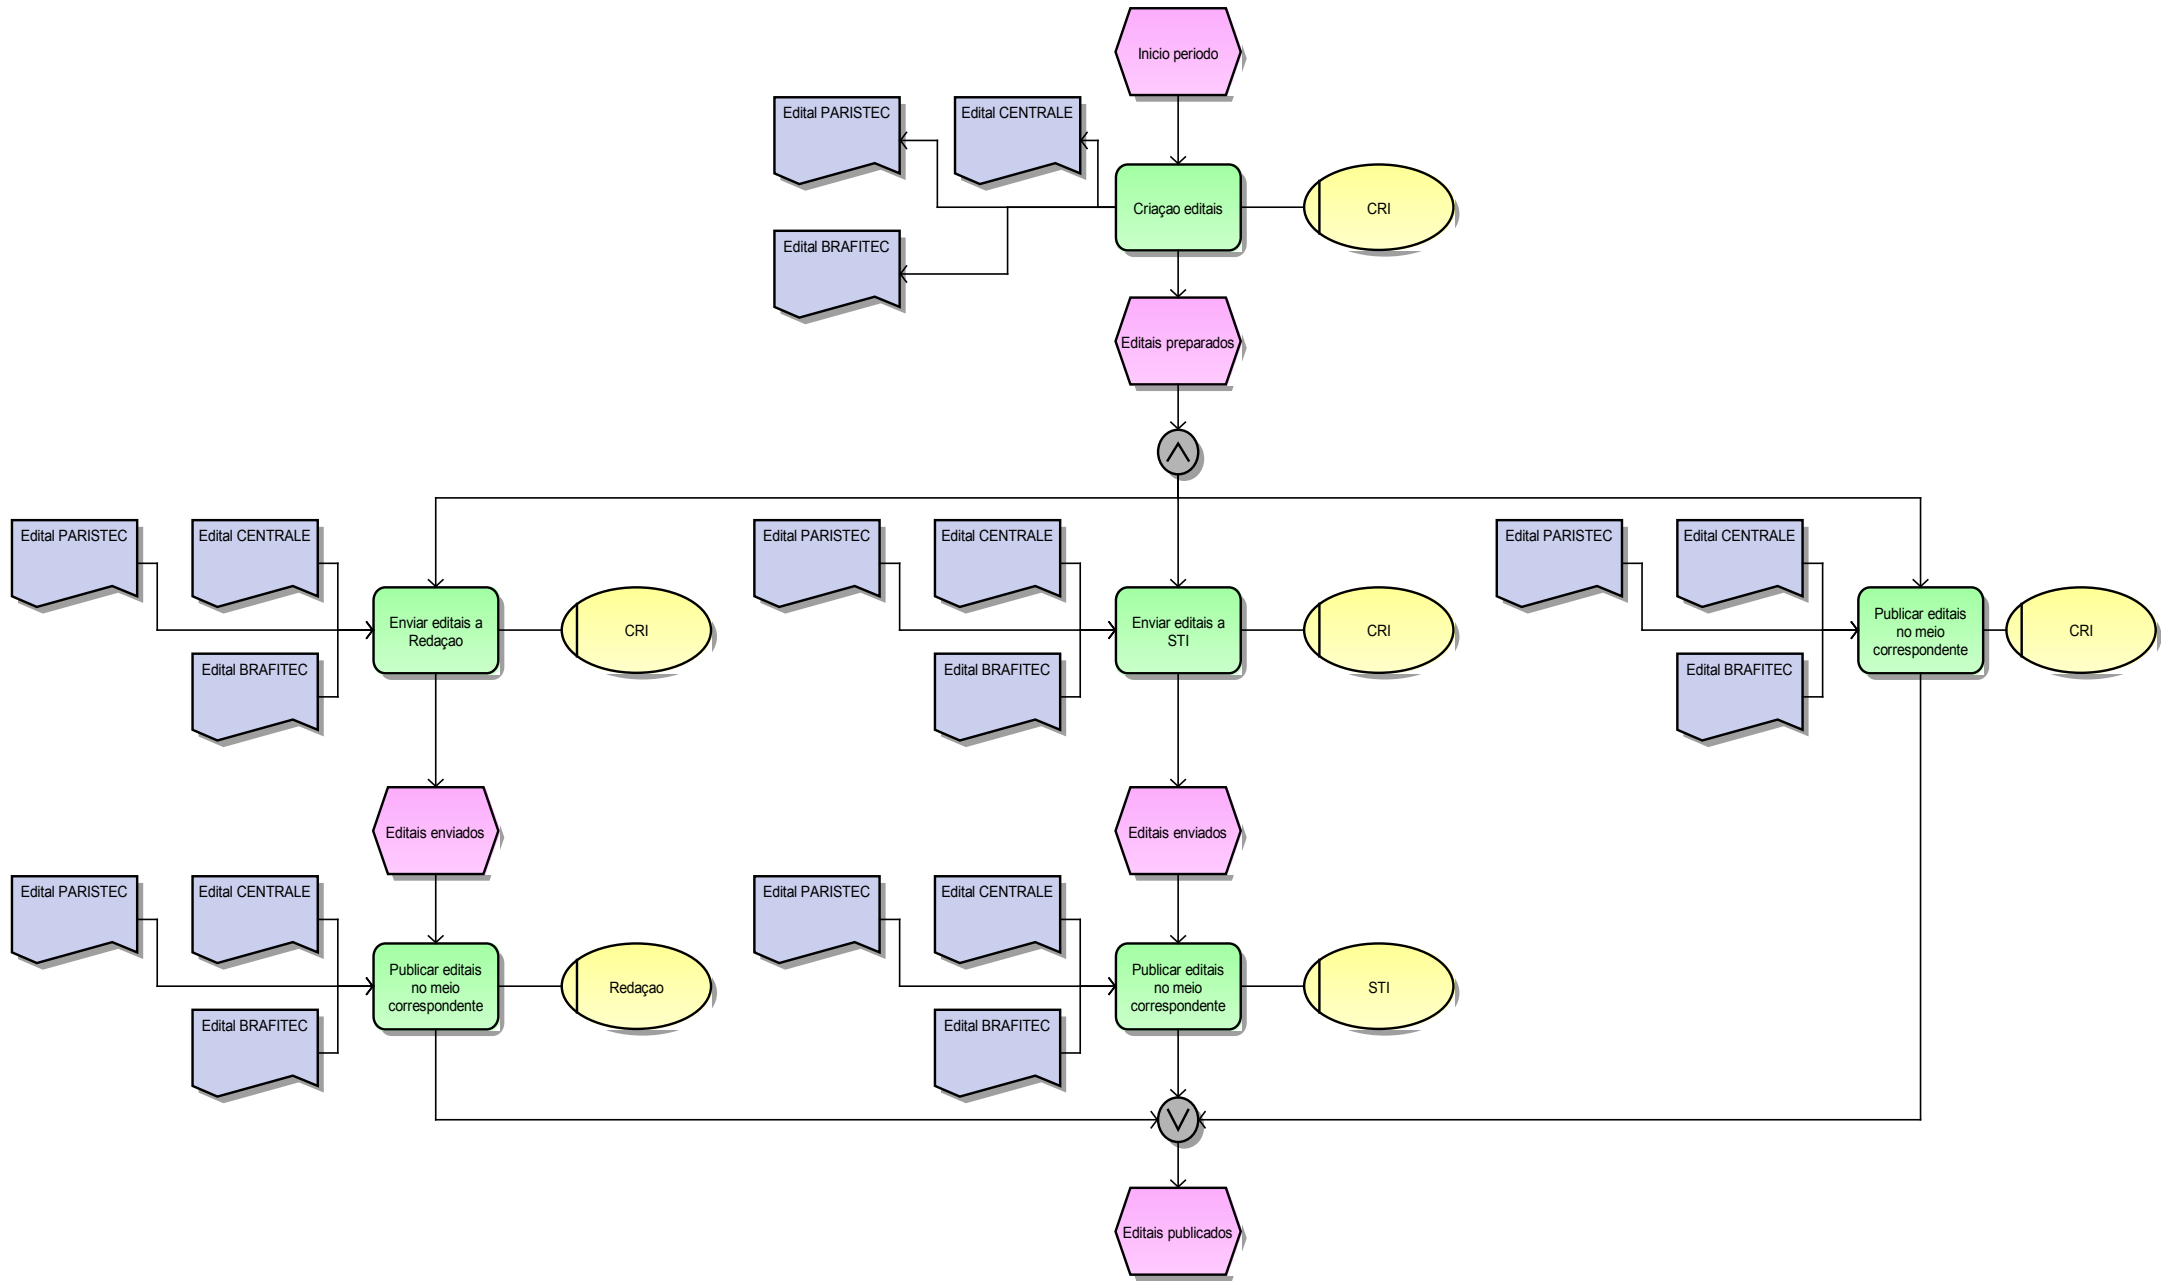 Inicio periodo
Edital PARISTEC
Edital CENTRALE
Criaçao editais
CRI
Edital BRAFITEC
Editais preparados
Edital PARISTEC
Edital CENTRALE
Enviar editais a
Redaçao
CRI
Edital BRAFITEC
Edital PARISTEC
Edital CENTRALE
Enviar editais a
STI
CRI
Edital BRAFITEC
Edital PARISTEC
Edital CENTRALE
Publicar editais
no meio
correspondente
CRI
Edital BRAFITEC
Editais enviados
Editais enviados
Edital PARISTEC
Edital CENTRALE
Publicar editais
no meio
correspondente
Redaçao
Edital BRAFITEC
Edital PARISTEC
Edital CENTRALE
Publicar editais
no meio
correspondente
STI
Edital BRAFITEC
Editais publicados